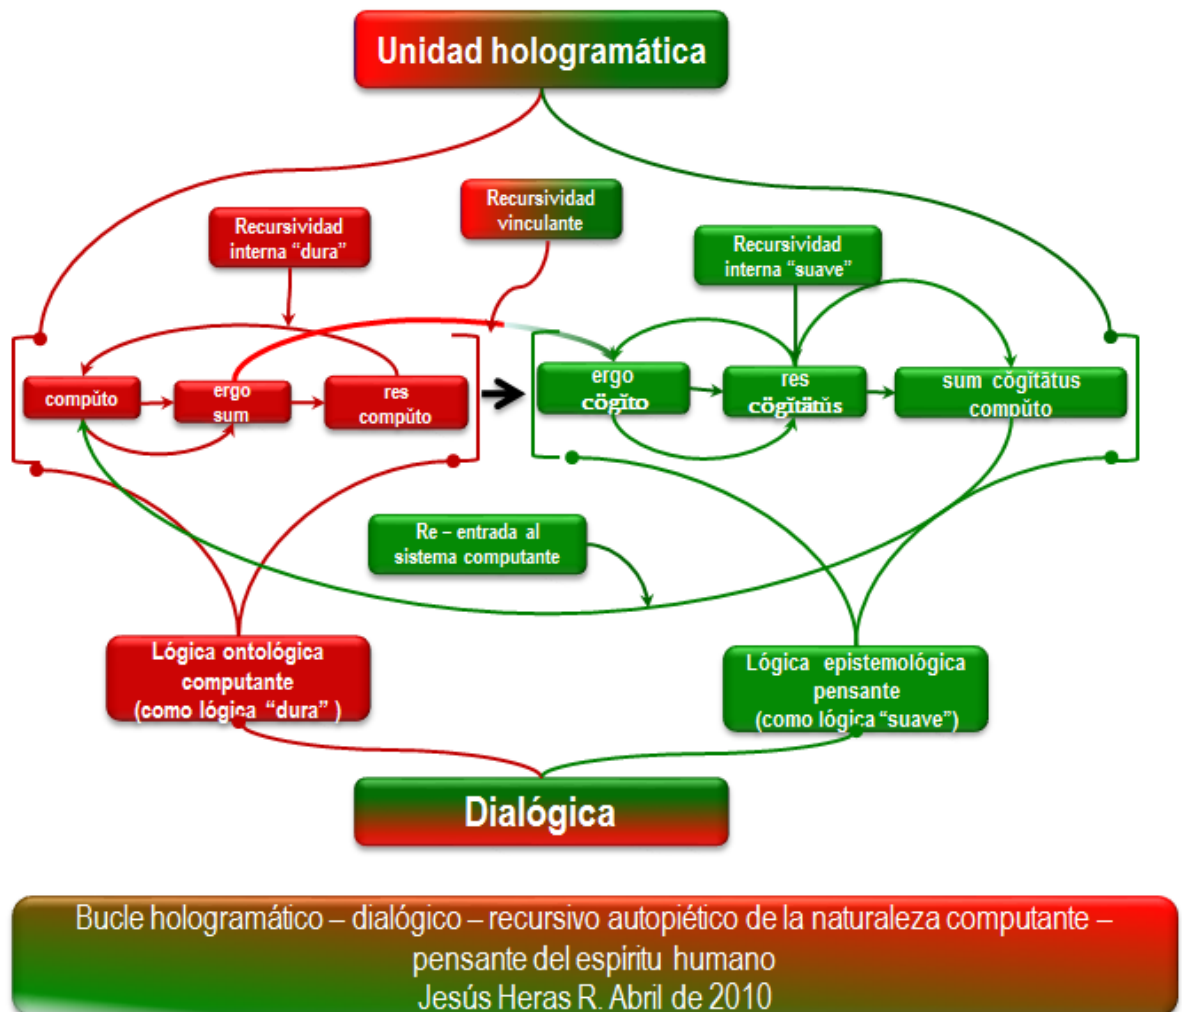 Unidad hologramática
Recursividad
vinculante
Recursividad
interna “dura”
Recursividad
interna “suave”
compŭto
ergo
sum
res
compŭto
ergo
cōgĭto
res
cōgĭtātŭs
sum cōgĭtātus
compŭto
Re – entrada al
sistema computante
Lógica ontológica
computante
(como lógica “dura” )
Lógica epistemológica
pensante
(como lógica “suave”)
Dialógica
Bucle hologramático – dialógico – recursivo autopiético de la naturaleza computante –
pensante del espíritu humano
Jesús Heras R. Abril de 2010